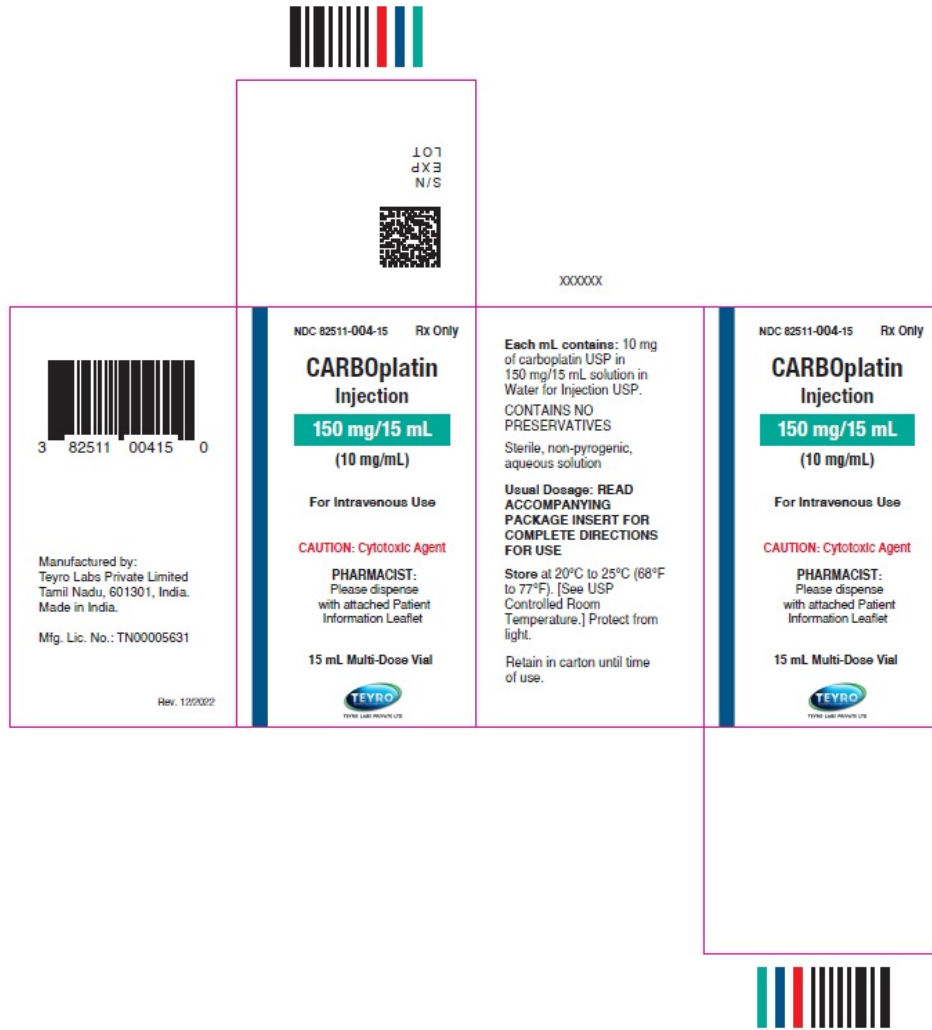 LOT
EXP
S/N
XXXXXX
3 82511 00415 0
Manufactured by:
Teyro Labs Private Limited
Tamil Nadu, 601301, India.
Made in India.
Mfg. Lic. No.: TN00005631
Rev. 12/2022
NDC 82511-004-15 Rx Only
CARBOplatin
Injection
150 mg/15 mL
(10 mg/mL)
For Intravenous Use
CAUTION: Cytotoxic Agent
PHARMACIST:
Please dispense
with attached Patient
Information Leaflet
15 mL Multi-Dose Vial
TEYRO
TEYRO LABS PRIVATE LTD
Each mL contains: 10 mg
of carboplatin USP in
150 mg/15 mL solution in
Water for Injection USP.
CONTAINS NO
PRESERVATIVES
Sterile, non-pyrogenic,
aqueous solution
Usual Dosage: READ
ACCOMPANYING
PACKAGE INSERT FOR
COMPLETE DIRECTIONS
FOR USE
Store at 20°C to 25°C (68°F
to 77°F). [See USP
Controlled Room
Temperature.] Protect from
light.
Retain in carton until time
of use.
NDC 82511-004-15 Rx Only
CARBOplatin
Injection
150 mg/15 mL
(10 mg/mL)
For Intravenous Use
CAUTION: Cytotoxic Agent
PHARMACIST:
Please dispense
with attached Patient
Information Leaflet
15 mL Multi-Dose Vial
TEYRO
TEYRO LABS PRIVATE LTD